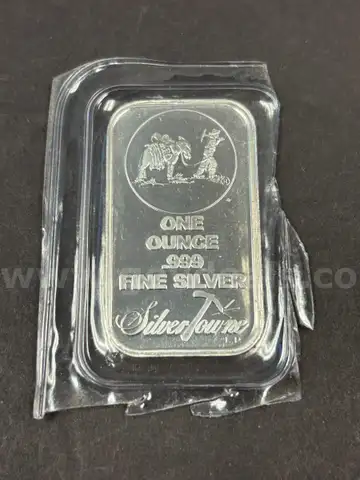 ONE
OUNCE
.999
FINE SILVER
SilverTowne
L.P.